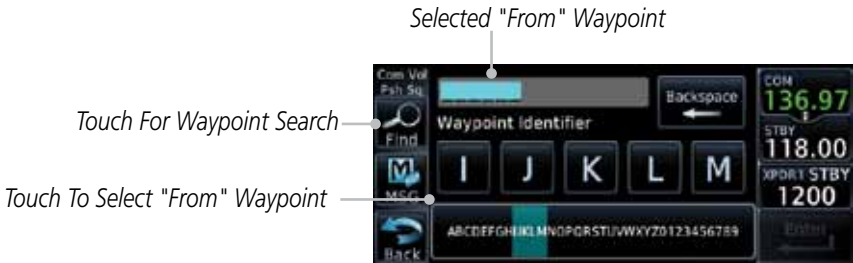 Selected "From" Waypoint
Com Vol
Psh Sq
Backspace
COM
136.97
Touch For Waypoint Search
Find
Waypoint Identifier
STBY
118.00
I J K L M
MSG
XPDR1 STBY
1200
Touch To Select "From" Waypoint
ABCDEFGHIJKLMNOPQRSTUVWXYZ0123456789
Back
Enter